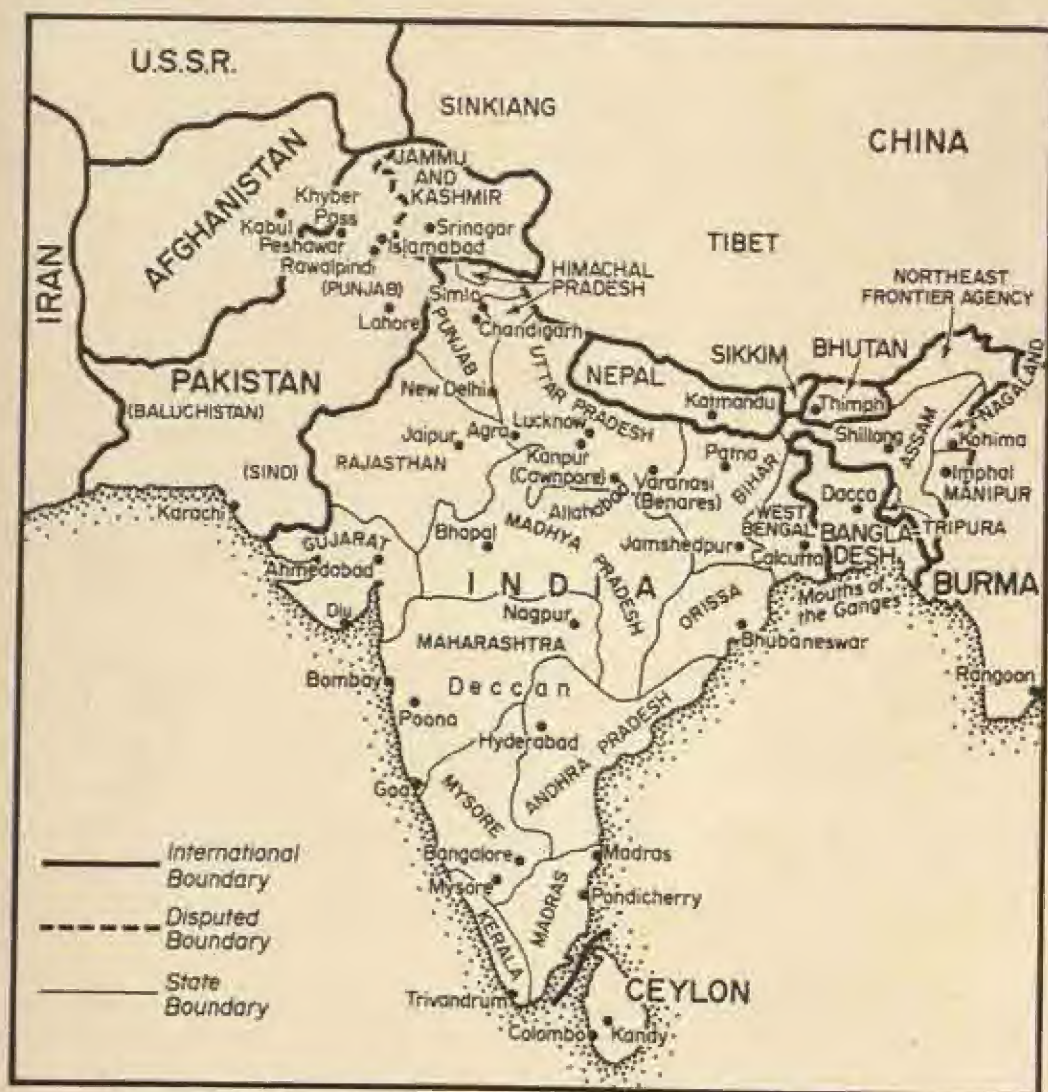 U.S.S.R.
SINKIANG
CHINA
JAMMU
AND
KASHMIR
AFGHANISTAN
Khyber
Pass
Kabul
Srinagar
Peshawar
Islamabad
Rawalpindi
TIBET
IRAN
HIMACHAL
PRADESH
NORTHEAST
FRONTIER AGENCY
(PUNJAB)
Simla
Lahore
Chandigarh
PUNJAB
SIKKIM
BHUTAN
PAKISTAN
(BALUCHISTAN)
New Delhi
UTTAR PRADESH
NEPAL
Katmandu
Thimph
NAGALAND
ASSAM
Shillong
Kohima
Lucknow
Agra
Jaipur
RAJASTHAN
Kanpur
(Cawnpore)
Patna
BIHAR
Varanasi
(Benares)
Allahabad
Imphal
MANIPUR
(SIND)
Karachi
Dacca
TRIPURA
WEST
BENGAL
BANGLA-
DESH
MADHYA
PRADESH
Bhopal
GUJARAT
Ahmedabad
Jamshedpur
Calcutta
INDIA
BURMA
Mouths of
the Ganges
Diu
Nagpur
ORISSA
MAHARASHTRA
Bhubaneswar
Bombay
Deccan
Rangoon
Poona
Hyderabad
ANDHRA PRADESH
Goa
MYSORE
International
Boundary
Bangalore
Madras
Mysore
Pondicherry
MADRAS
KERALA
Disputed
Boundary
State
Boundary
Trivandrum
CEYLON
Colombo
Kandy